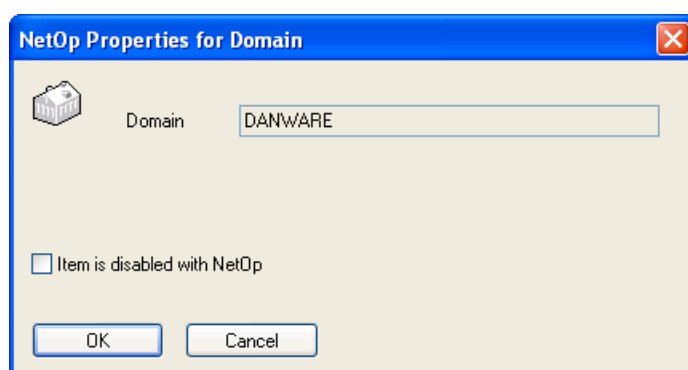 NetOp Properties for Domain
Domain DANWARE
Item is disabled with NetOp
OK Cancel